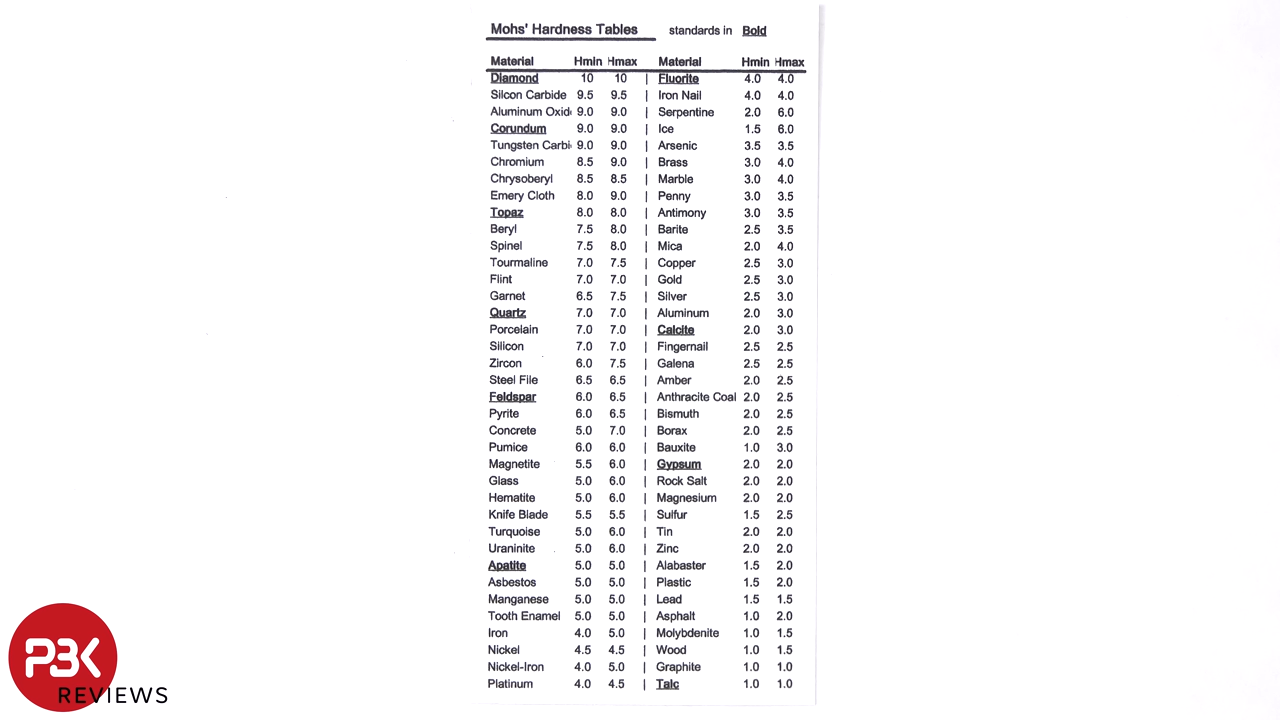 Mohs' Hardness Tables standards in Bold
Material Hmin Hmax Material Hmin Hmax
Diamond 10 10 | Fluorite 4.0 4.0
Silcon Carbide 9.5 9.5 | Iron Nail 4.0 4.0
Aluminum Oxid 9.0 9.0 | Serpentine 2.0 6.0
Corundum 9.0 9.0 | Ice 1.5 6.0
Tungsten Carbi 9.0 9.0 | Arsenic 3.5 3.5
Chromium 8.5 9.0 | Brass 3.0 4.0
Chrysoberyl 8.5 8.5 | Marble 3.0 4.0
Emery Cloth 8.0 9.0 | Penny 3.0 3.5
Topaz 8.0 8.0 | Antimony 3.0 3.5
Beryl 7.5 8.0 | Barite 2.5 3.5
Spinel 7.5 8.0 | Mica 2.0 4.0
Tourmaline 7.0 7.5 | Copper 2.5 3.0
Flint 7.0 7.0 | Gold 2.5 3.0
Garnet 6.5 7.5 | Silver 2.5 3.0
Quartz 7.0 7.0 | Aluminum 2.0 3.0
Porcelain 7.0 7.0 | Calcite 2.0 3.0
Silicon 7.0 7.0 | Fingernail 2.5 2.5
Zircon 6.0 7.5 | Galena 2.5 2.5
Steel File 6.5 6.5 | Amber 2.0 2.5
Feldspar 6.0 6.5 | Anthracite Coal 2.0 2.5
Pyrite 6.0 6.5 | Bismuth 2.0 2.5
Concrete 5.0 7.0 | Borax 2.0 2.5
Pumice 6.0 6.0 | Bauxite 1.0 3.0
Magnetite 5.5 6.0 | Gypsum 2.0 2.0
Glass 5.0 6.0 | Rock Salt 2.0 2.0
Hematite 5.0 6.0 | Magnesium 2.0 2.0
Knife Blade 5.5 5.5 | Sulfur 1.5 2.5
Turquoise 5.0 6.0 | Tin 2.0 2.0
Uraninite 5.0 6.0 | Zinc 2.0 2.0
Apatite 5.0 5.0 | Alabaster 1.5 2.0
Asbestos 5.0 5.0 | Plastic 1.5 2.0
Manganese 5.0 5.0 | Lead 1.5 1.5
Tooth Enamel 5.0 5.0 | Asphalt 1.0 2.0
Iron 4.0 5.0 | Molybdenite 1.0 1.5
Nickel 4.5 4.5 | Wood 1.0 1.5
Nickel-Iron 4.0 5.0 | Graphite 1.0 1.0
Platinum 4.0 4.5 | Talc 1.0 1.0
PBK
REVIEWS